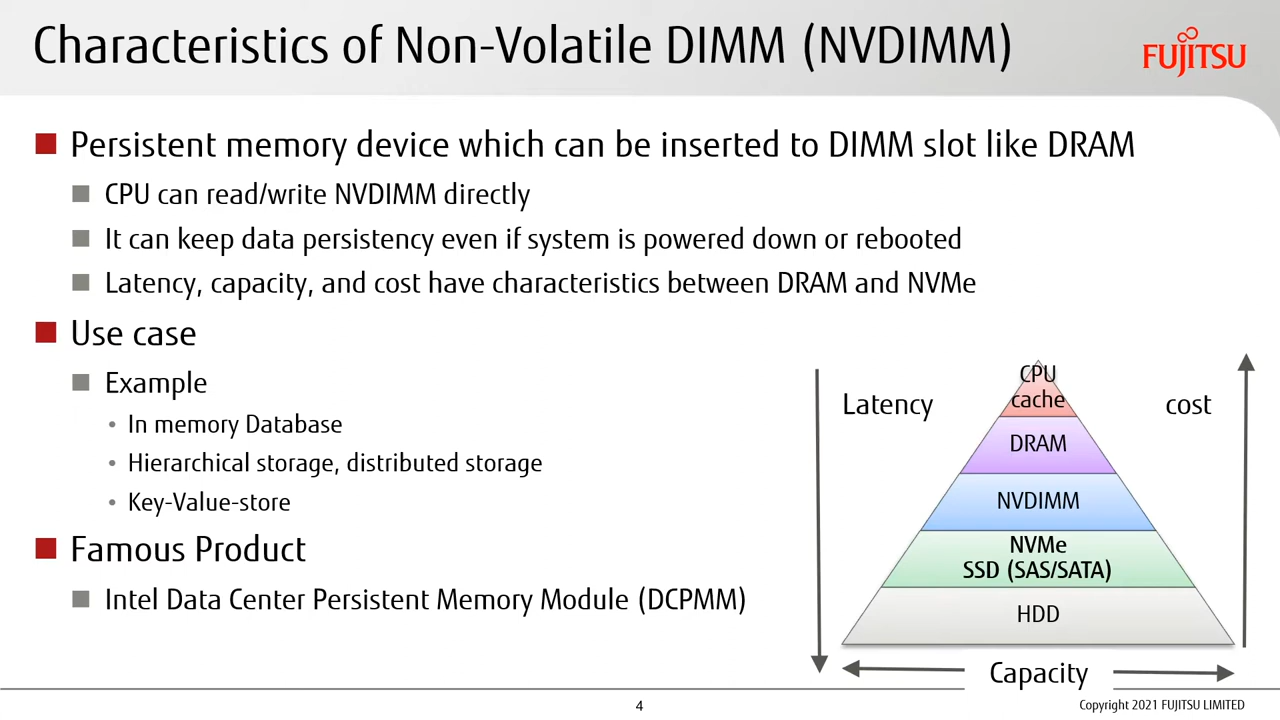 Characteristics of Non-Volatile DIMM (NVDIMM)
FUJITSU
Persistent memory device which can be inserted to DIMM slot like DRAM
CPU can read/write NVDIMM directly
It can keep data persistency even if system is powered down or rebooted
Latency, capacity, and cost have characteristics between DRAM and NVMe
Use case
Example
In memory Database
Hierarchical storage, distributed storage
Key-Value-store
Famous Product
Intel Data Center Persistent Memory Module (DCPMM)
Latency
CPU
cache
cost
DRAM
NVDIMM
NVMe
SSD (SAS/SATA)
HDD
Capacity
4
Copyright 2021 FUJITSU LIMITED